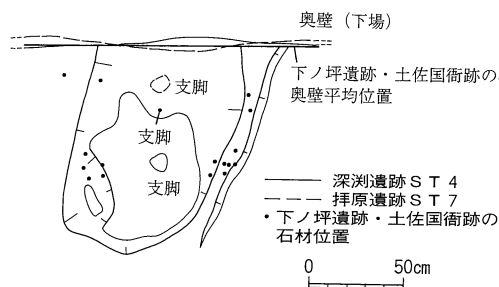 奥壁（下場）
下ノ坪遺跡・土佐国衙跡の
奥壁平均位置
支脚
支脚
支脚
深渕遺跡ＳＴ４
拝原遺跡ＳＴ７
・下ノ坪遺跡・土佐国衙跡の
石材位置
0 50cm